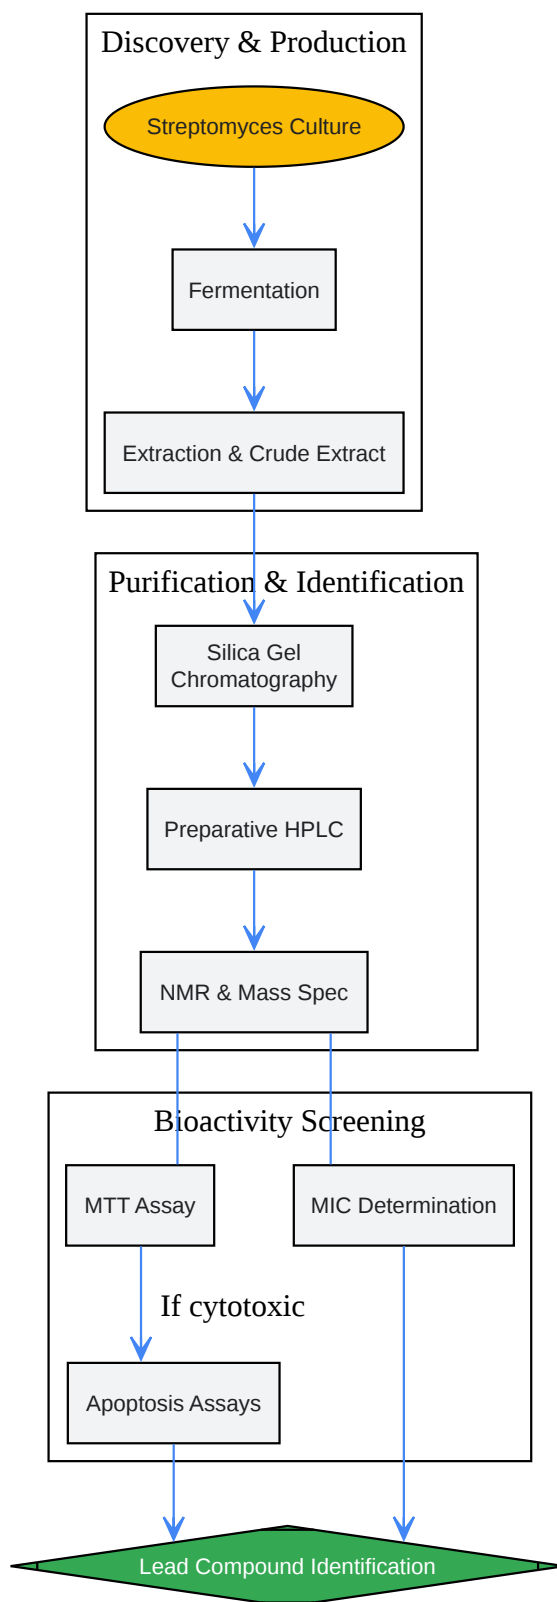 Discovery & Production
Streptomyces Culture
Fermentation
Extraction & Crude Extract
Purification & Identification
Silica Gel
Chromatography
Preparative HPLC
NMR & Mass Spec
Bioactivity Screening
MTT Assay
MIC Determination
If cytotoxic
Apoptosis Assays
Lead Compound Identification